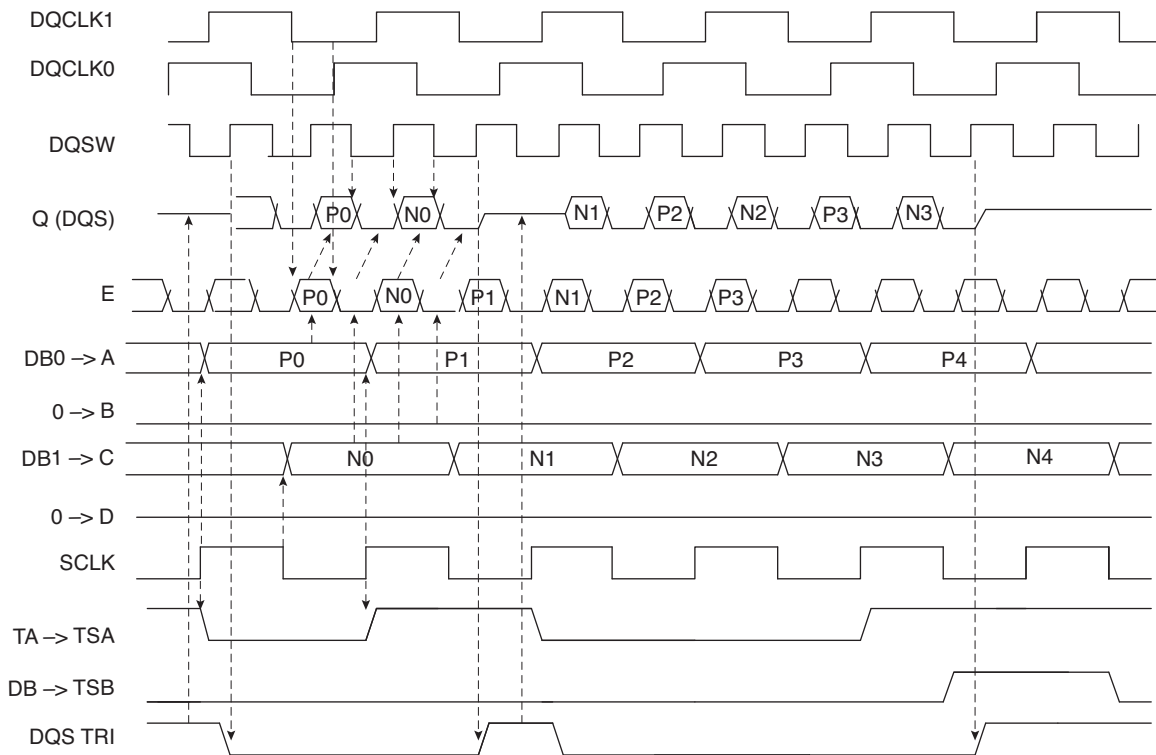 DQCLK1
DQCLK0
DQSW
Q (DQS) P0 N0 N1 P2 N2 P3 N3
E P0 N0 P1 N1 P2 P3
DB0 –> A P0 P1 P2 P3 P4
0 –> B
DB1 –> C N0 N1 N2 N3 N4
0 –> D
SCLK
TA –> TSA
DB –> TSB
DQS TRI